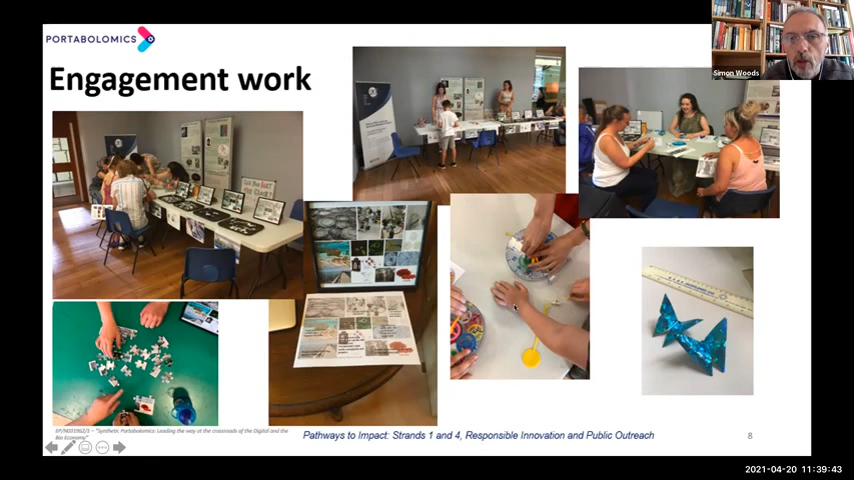 PORTABOLOMICS
Simon Woods
Engagement work
EP/N031962/1 – "Synthetic Portabolomics: Leading the way at the crossroads of the Digital and the
Bio Economy"
Pathways to Impact: Strands 1 and 4, Responsible Innovation and Public Outreach
8
2021-04-20 11:39:43